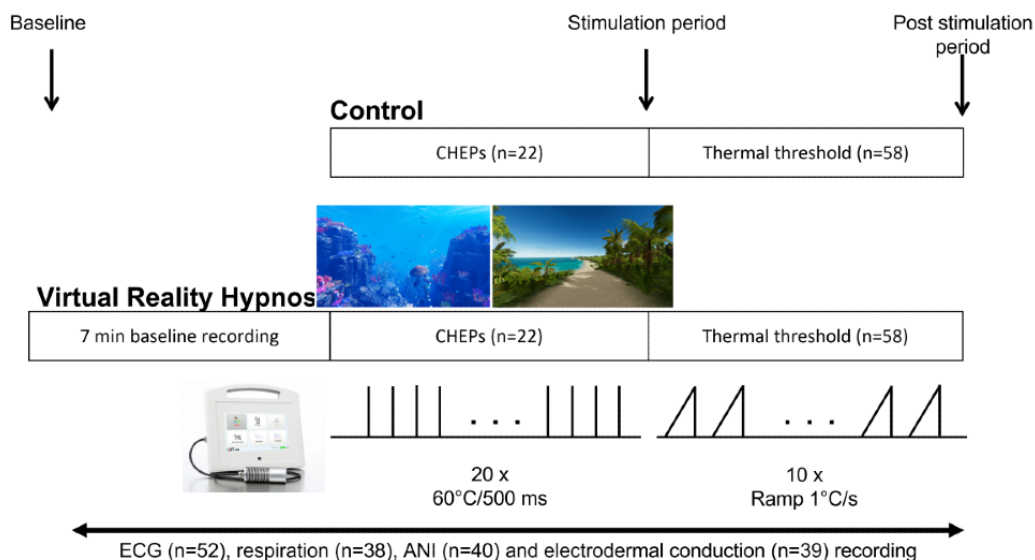 Baseline
Stimulation period
Post stimulation
period
Control
CHEPs (n=22)
Thermal threshold (n=58)
Virtual Reality Hypnos
7 min baseline recording
CHEPs (n=22)
Thermal threshold (n=58)
. . .
. . .
20 x
60°C/500 ms
10 x
Ramp 1°C/s
ECG (n=52), respiration (n=38), ANI (n=40) and electrodermal conduction (n=39) recording